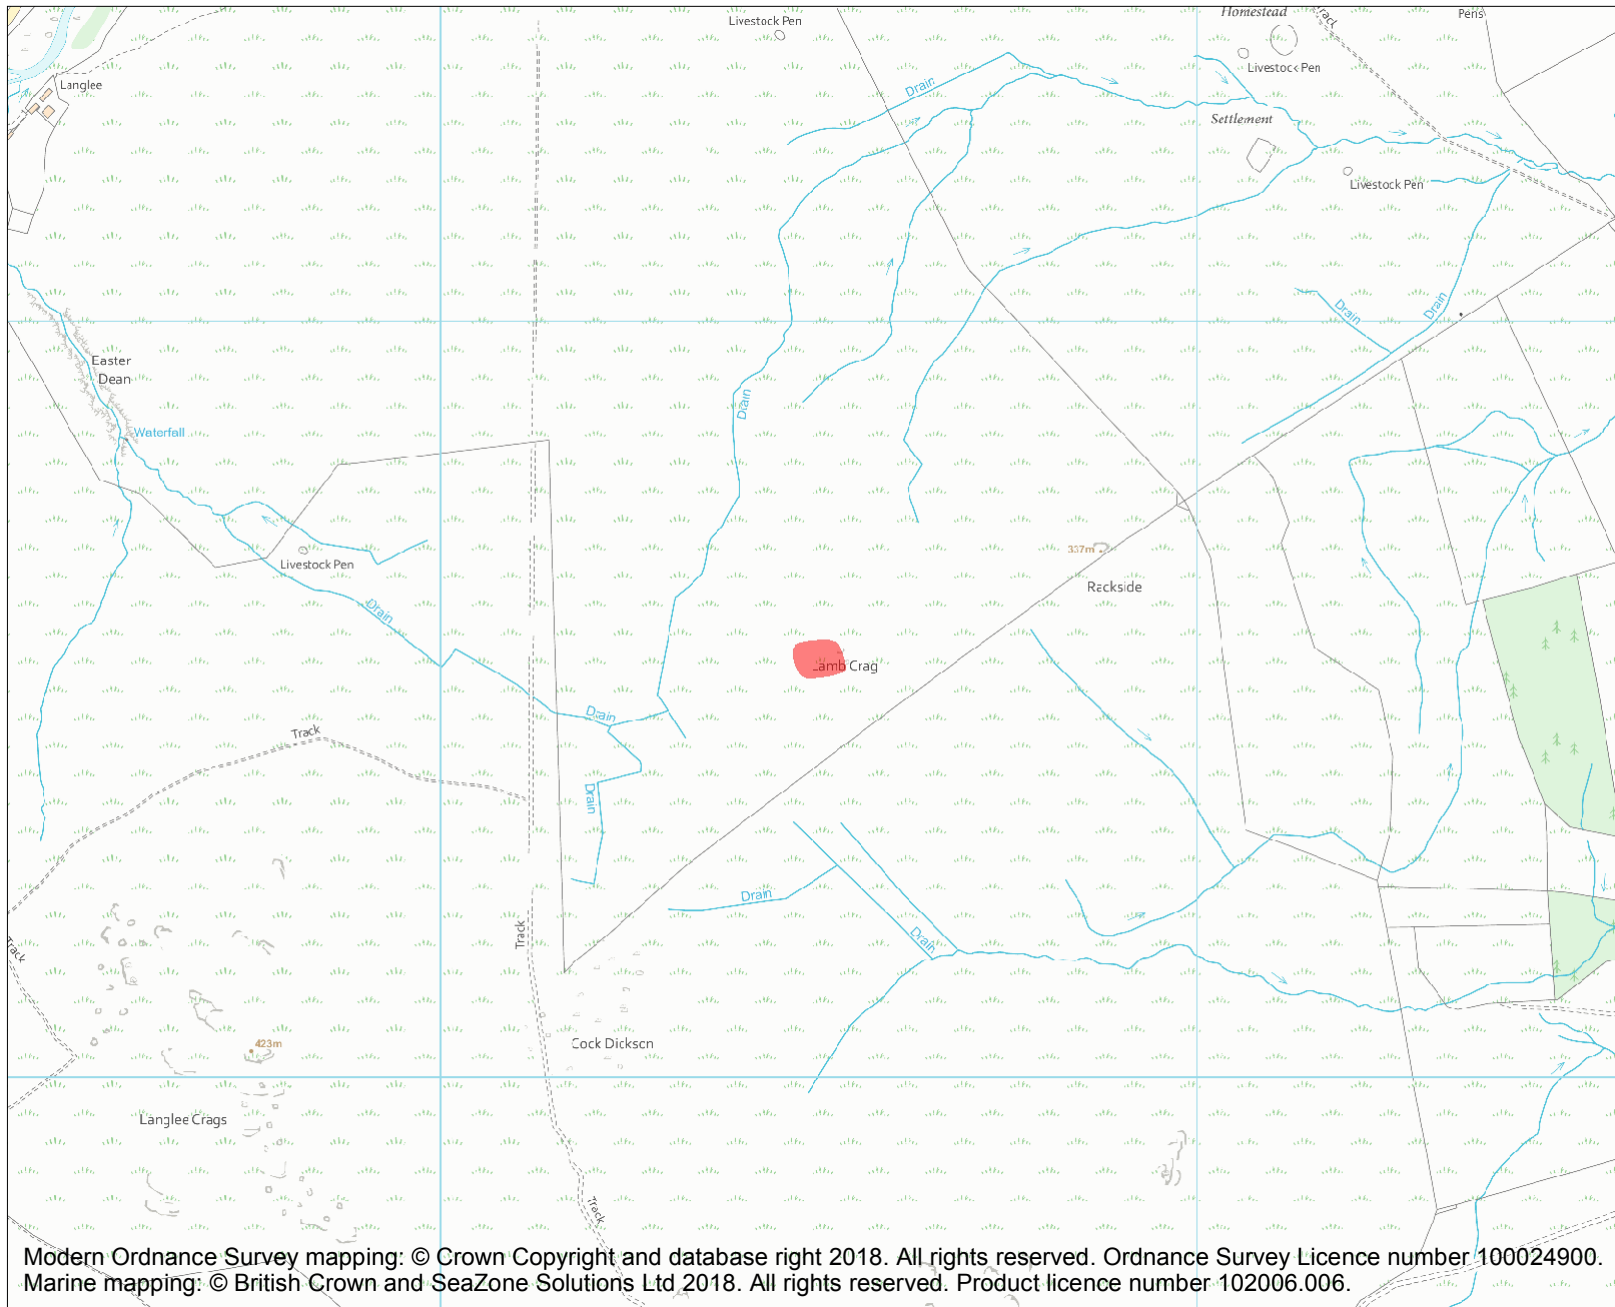 Livestock Pen
Homestead
Track
Pens
Langlee
Drain
Livestock Pen
Settlement
Livestock Pen
Drain
Drain
Easter
Dean
Drain
Waterfall
337m
Livestock Pen
Rackside
Drain
Lamb Crag
Drain
Track
Drain
Drain
Track
Drain
Track
423m
Cock Dickson
Langlee Crags
Track
Modern Ordnance Survey mapping: © Crown Copyright and database right 2018. All rights reserved. Ordnance Survey Licence number 100024900.
Marine mapping: © British Crown and SeaZone Solutions Ltd 2018. All rights reserved. Product licence number 102006.006.